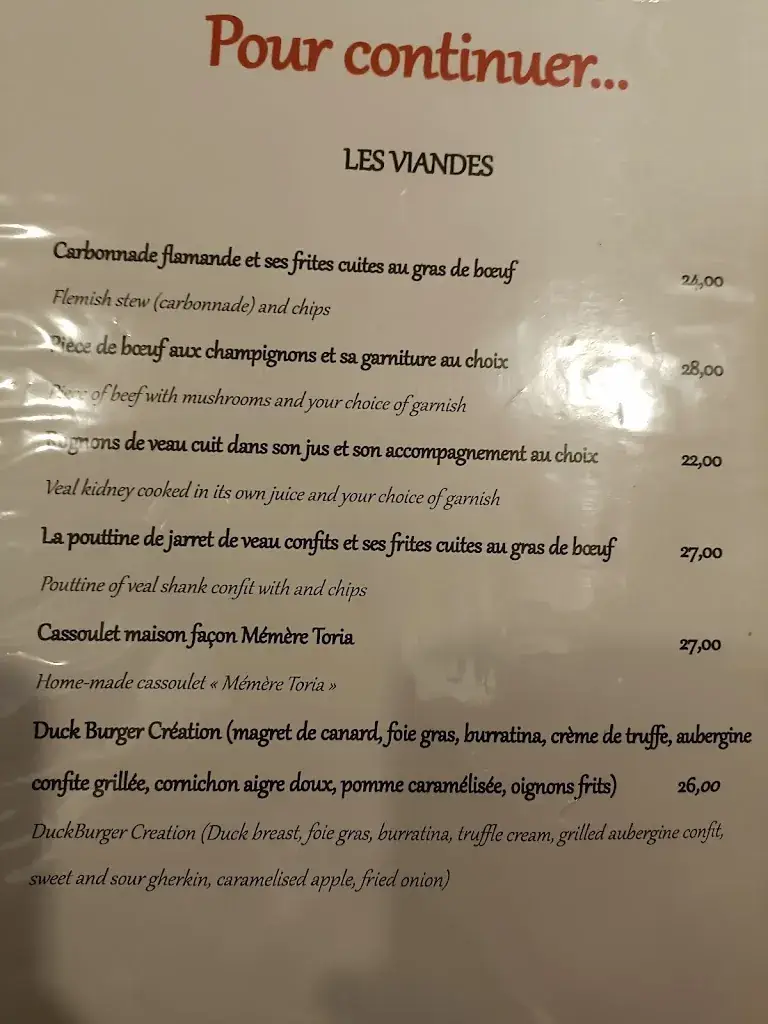 Pour continuer...
LES VIANDES
Carbonnade flamande et ses frites cuites au gras de bœuf 24,00
Flemish stew (carbonnade) and chips
Pièce de bœuf aux champignons et sa garniture au choix 28,00
Piece of beef with mushrooms and your choice of garnish
Rognons de veau cuit dans son jus et son accompagnement au choix 22,00
Veal kidney cooked in its own juice and your choice of garnish
La pouttine de jarret de veau confits et ses frites cuites au gras de bœuf 27,00
Pouttine of veal shank confit with and chips
Cassoulet maison façon Mémère Toria 27,00
Home-made cassoulet « Mémère Toria »
Duck Burger Création (magret de canard, foie gras, burratina, crème de truffe, aubergine
confite grillée, cornichon aigre doux, pomme caramélisée, oignons frits) 26,00
DuckBurger Creation (Duck breast, foie gras, burratina, truffle cream, grilled aubergine confit,
sweet and sour gherkin, caramelised apple, fried onion)